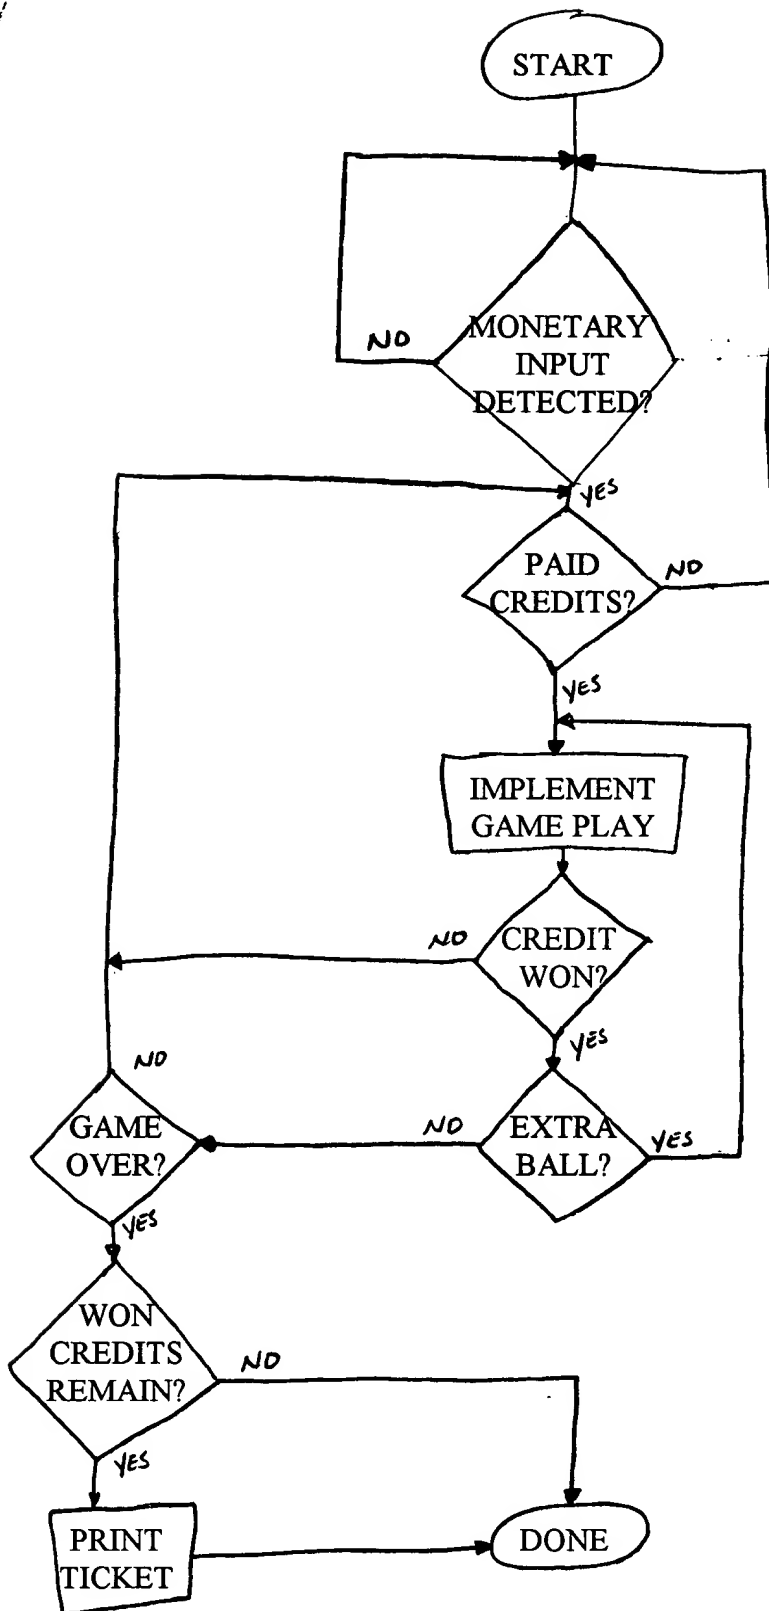 START
NO
MONETARY
INPUT
DETECTED?
YES
PAID
CREDITS?
NO
YES
IMPLEMENT
GAME PLAY
NO
CREDIT
WON?
YES
NO
GAME
OVER?
NO
EXTRA
BALL?
YES
YES
WON
CREDITS
REMAIN?
NO
YES
PRINT
TICKET
DONE